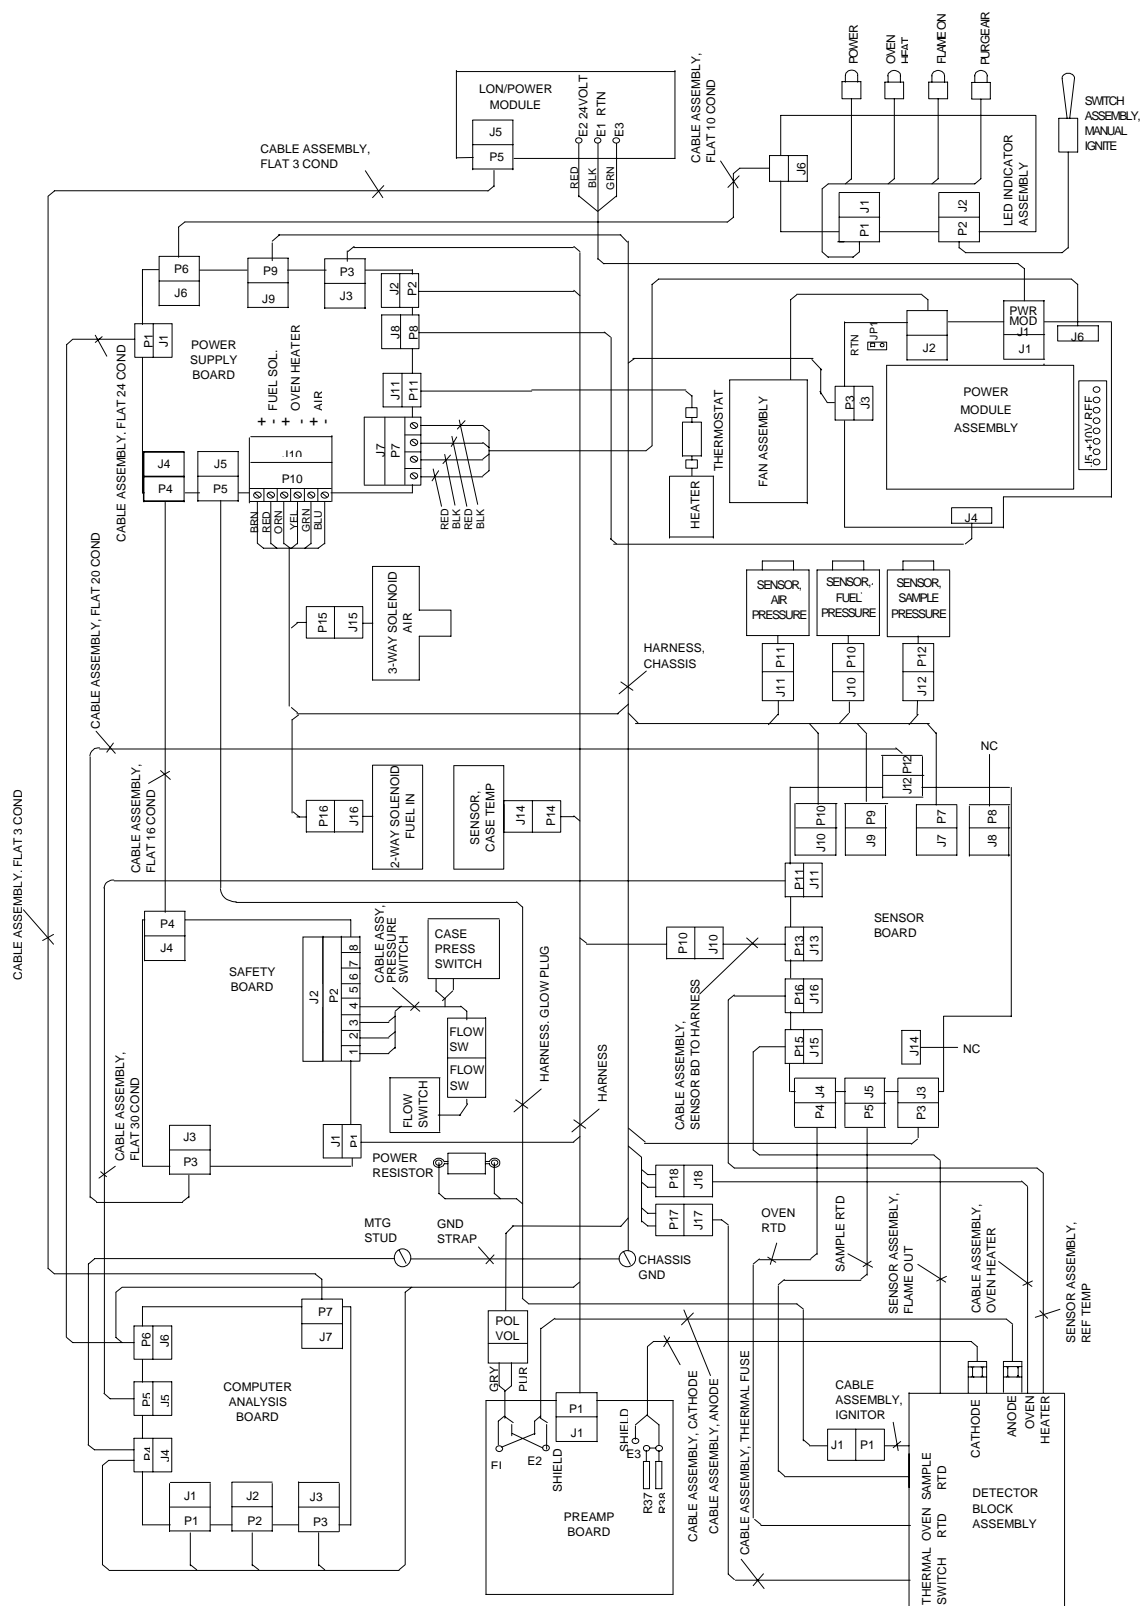 POWER
OVEN
HEAT
FLAME ON
PURGE AIR
SWITCH
ASSEMBLY,
MANUAL
IGNITE
LON/POWER
MODULE
J5
P5
E2 24VOLT
E1 RTN
E3
RED
BLK
GRN
CABLE ASSEMBLY,
FLAT 10 COND
CABLE ASSEMBLY,
FLAT 3 COND
J6
J1
P1
J2
P2
LED INDICATOR
ASSEMBLY
P6
J6
P9
J9
P3
J3
J2
P2
J8
P8
J11
P11
J7
P7
P1
J1
POWER
SUPPLY
BOARD
+
-
FUEL SOL.
+
-
OVEN HEATER
+
-
AIR
J10
P10
BRN
RED
ORN
YEL
GRN
BLU
RED
BLK
RED
BLK
J4
P4
J5
P5
CABLE ASSEMBLY. FLAT 24 COND
THERMOSTAT
HEATER
FAN ASSEMBLY
RTN
JP1
J2
PWR
MOD
J1
J1
J6
P3
J3
POWER
MODULE
ASSEMBLY
J5 +10V REF
J4
CABLE ASSEMBLY, FLAT 20 COND
CABLE ASSEMBLY. FLAT 3 COND
CABLE ASSEMBLY,
FLAT 16 COND
P15
J15
3-WAY SOLENOID
AIR
P16
J16
2-WAY SOLENOID
FUEL IN
SENSOR,
CASE TEMP
J14
P14
HARNESS,
CHASSIS
SENSOR,
AIR
PRESSURE
SENSOR,
FUEL
PRESSURE
SENSOR,
SAMPLE
PRESSURE
J11
P11
J10
P10
J12
P12
NC
P12
J12
P10
J10
P9
J9
P7
J7
P8
J8
P11
J11
P13
J13
P16
J16
P15
J15
SENSOR
BOARD
J14
NC
J4
P4
J5
P5
J3
P3
P10
J10
CABLE ASSEMBLY,
SENSOR BD TO HARNESS
P4
J4
SAFETY
BOARD
J2
P2
1
2
3
4
5
6
7
8
CABLE ASSY,
PRESSURE
SWITCH
CASE
PRESS
SWITCH
FLOW
SW
FLOW
SW
FLOW
SWITCH
HARNESS. GLOW PLUG
HARNESS
J3
P3
J1
P1
CABLE ASSEMBLY,
FLAT 30 COND
POWER
RESISTOR
MTG
STUD
GND
STRAP
CHASSIS
GND
P18
J18
P17
J17
OVEN
RTD
SAMPLE RTD
SENSOR ASSEMBLY,
FLAME OUT
CABLE ASSEMBLY,
OVEN HEATER
SENSOR ASSEMBLY,
REF TEMP
P7
J7
P6
J6
P5
J5
P4
J4
COMPUTER
ANALYSIS
BOARD
J1
P1
J2
P2
J3
P3
POL
VOL
GRY
PUR
P1
J1
E2
SHIELD
SHIELD
E3
R37
R38
PREAMP
BOARD
CABLE ASSEMBLY, CATHODE
CABLE ASSEMBLY, ANODE
CABLE ASSEMBLY, THERMAL FUSE
CABLE
ASSEMBLY,
IGNITOR
J1
P1
CATHODE
ANODE
OVEN
HEATER
DETECTOR
BLOCK
ASSEMBLY
SAMPLE
RTD
OVEN
RTD
THERMAL
SWITCH